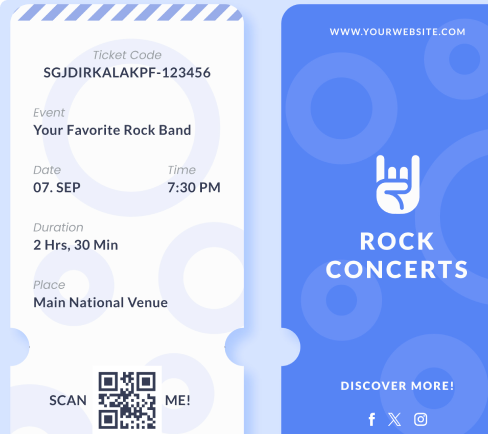 Ticket Code
SGJDIRKALAKPF-123456
Event
Your Favorite Rock Band
Date
Time
07. SEP
7:30 PM
Duration
2 Hrs, 30 Min
Place
Main National Venue
SCAN ME!
WWW.YOURWEBSITE.COM
ROCK
CONCERTS
DISCOVER MORE!